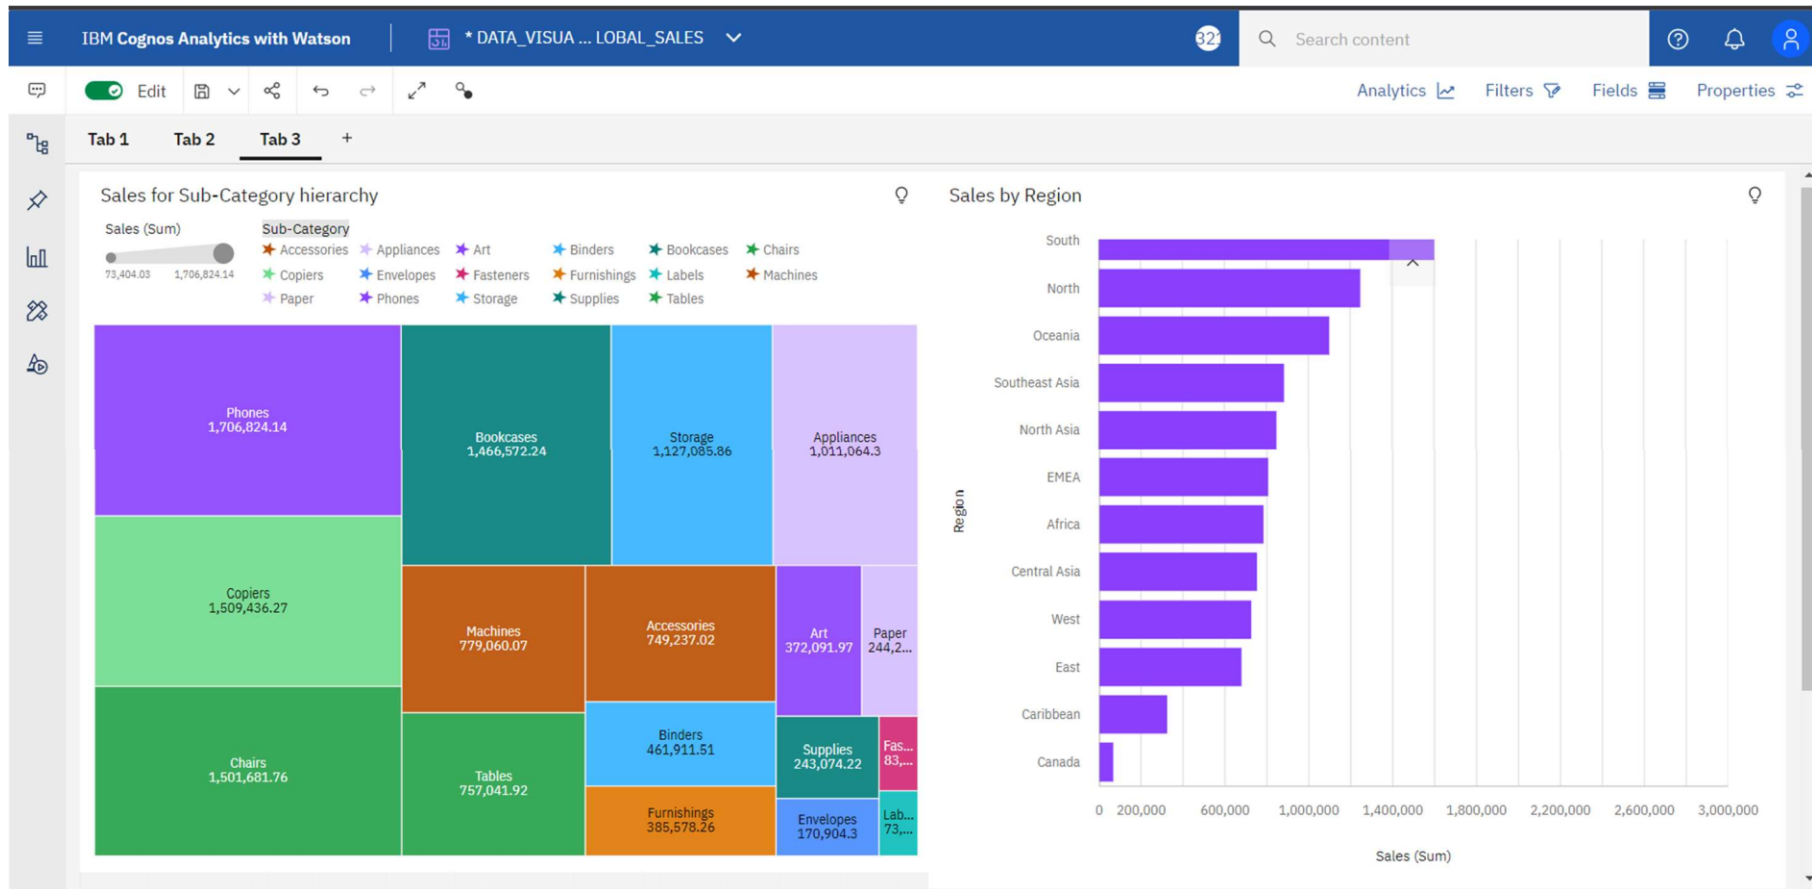 IBM Cognos Analytics with Watson
* DATA_VISUA ... LOBAL_SALES
Search content
Edit
Analytics
Filters
Fields
Properties
Tab 1
Tab 2
Tab 3
+
Sales for Sub-Category hierarchy
Sales (Sum)
73,404.03 1,706,824.14
Sub-Category
Accessories Appliances Art Binders Bookcases Chairs
Copiers Envelopes Fasteners Furnishings Labels Machines
Paper Phones Storage Supplies Tables
Phones
1,706,824.14
Bookcases
1,466,572.24
Storage
1,127,085.86
Appliances
1,011,064.3
Copiers
1,509,436.27
Machines
779,060.07
Accessories
749,237.02
Art
372,091.97
Paper
244,2...
Chairs
1,501,681.76
Tables
757,041.92
Binders
461,911.51
Furnishings
385,578.26
Supplies
243,074.22
Fas...
83,...
Envelopes
170,904.3
Lab...
73,...
Sales by Region
Region
South
North
Oceania
Southeast Asia
North Asia
EMEA
Africa
Central Asia
West
East
Caribbean
Canada
0 200,000 600,000 1,000,000 1,400,000 1,800,000 2,200,000 2,600,000 3,000,000
Sales (Sum)